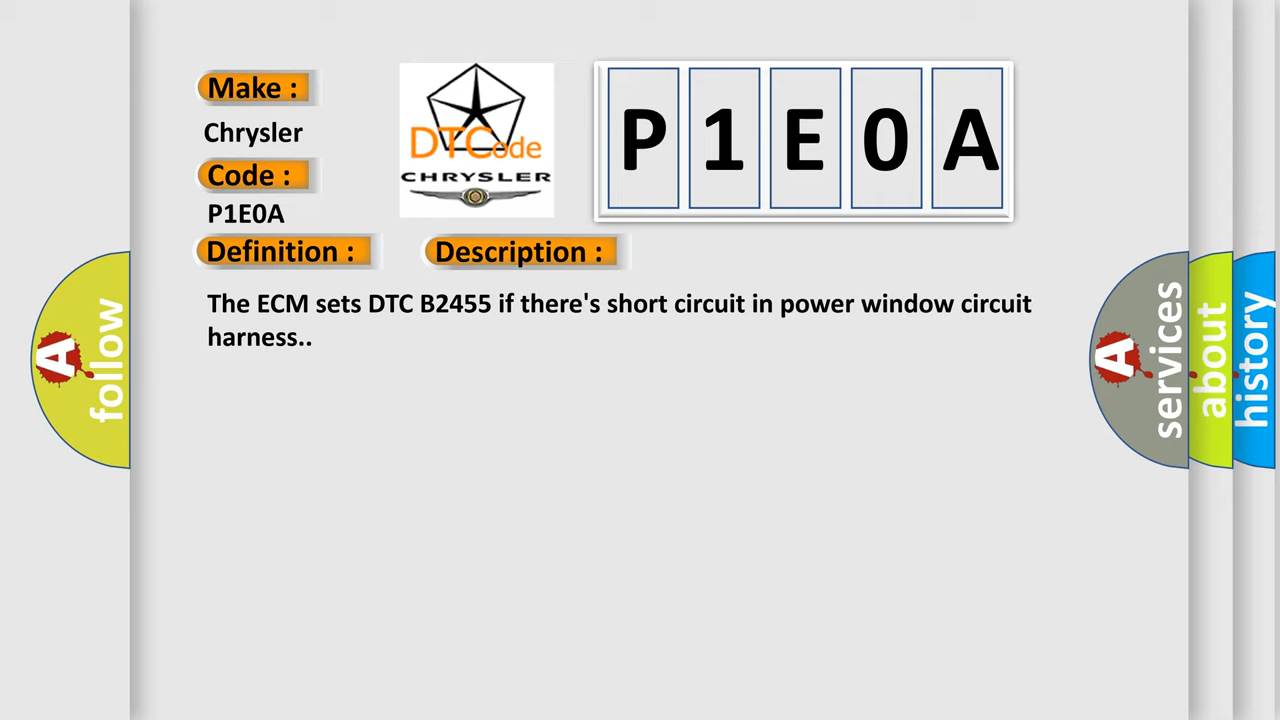 Make :
Chrysler
Code :
P1E0A
Definition :
Description :
The ECM sets DTC B2455 if there's short circuit in power window circuit
harness..
DTCode
CHRYSLER
P 1 E 0 A
A follow
A services
about
history